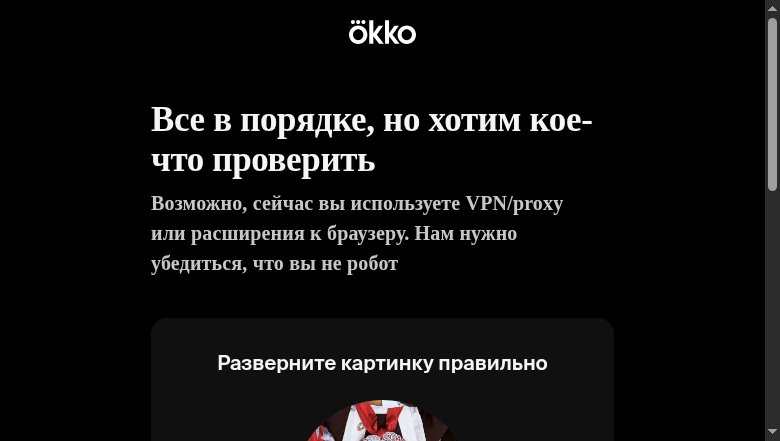 okko
Все в порядке, но хотим кое-
что проверить
Возможно, сейчас вы используете VPN/proxy
или расширения к браузеру. Нам нужно
убедиться, что вы не робот
Разверните картинку правильно